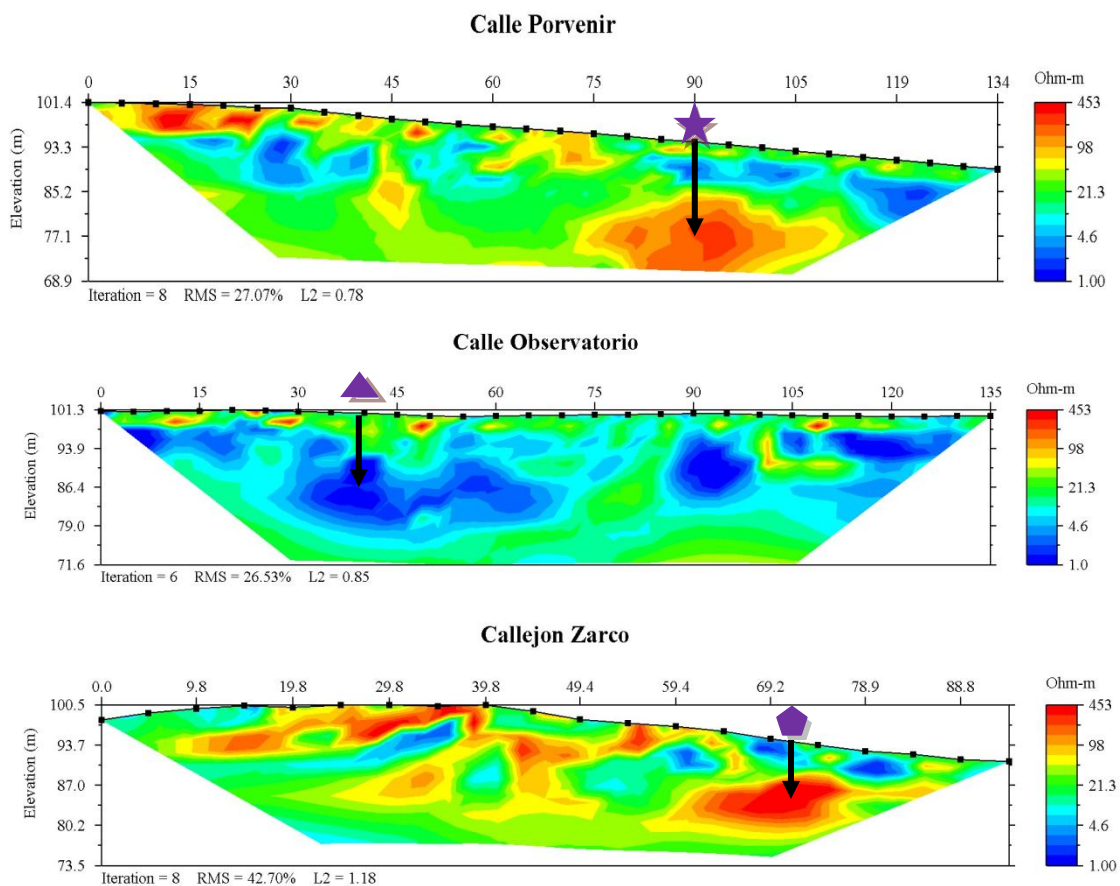 Calle Porvenir
0 15 30 45 60 75 90 105 119 134
Ohm-m
Elevation (m)
101.4
93.3
85.2
77.1
68.9
453
98
21.3
4.6
1.00
Iteration = 8 RMS = 27.07% L2 = 0.78
Calle Observatorio
0 15 30 45 60 75 90 105 120 135
Ohm-m
Elevation (m)
101.3
93.9
86.4
79.0
71.6
453
98
21.3
4.6
1.0
Iteration = 6 RMS = 26.53% L2 = 0.85
Callejon Zarco
0.0 9.8 19.8 29.8 39.8 49.4 59.4 69.2 78.9 88.8
Ohm-m
Elevation (m)
100.5
93.7
87.0
80.2
73.5
453
98
21.3
4.6
1.00
Iteration = 8 RMS = 42.70% L2 = 1.18